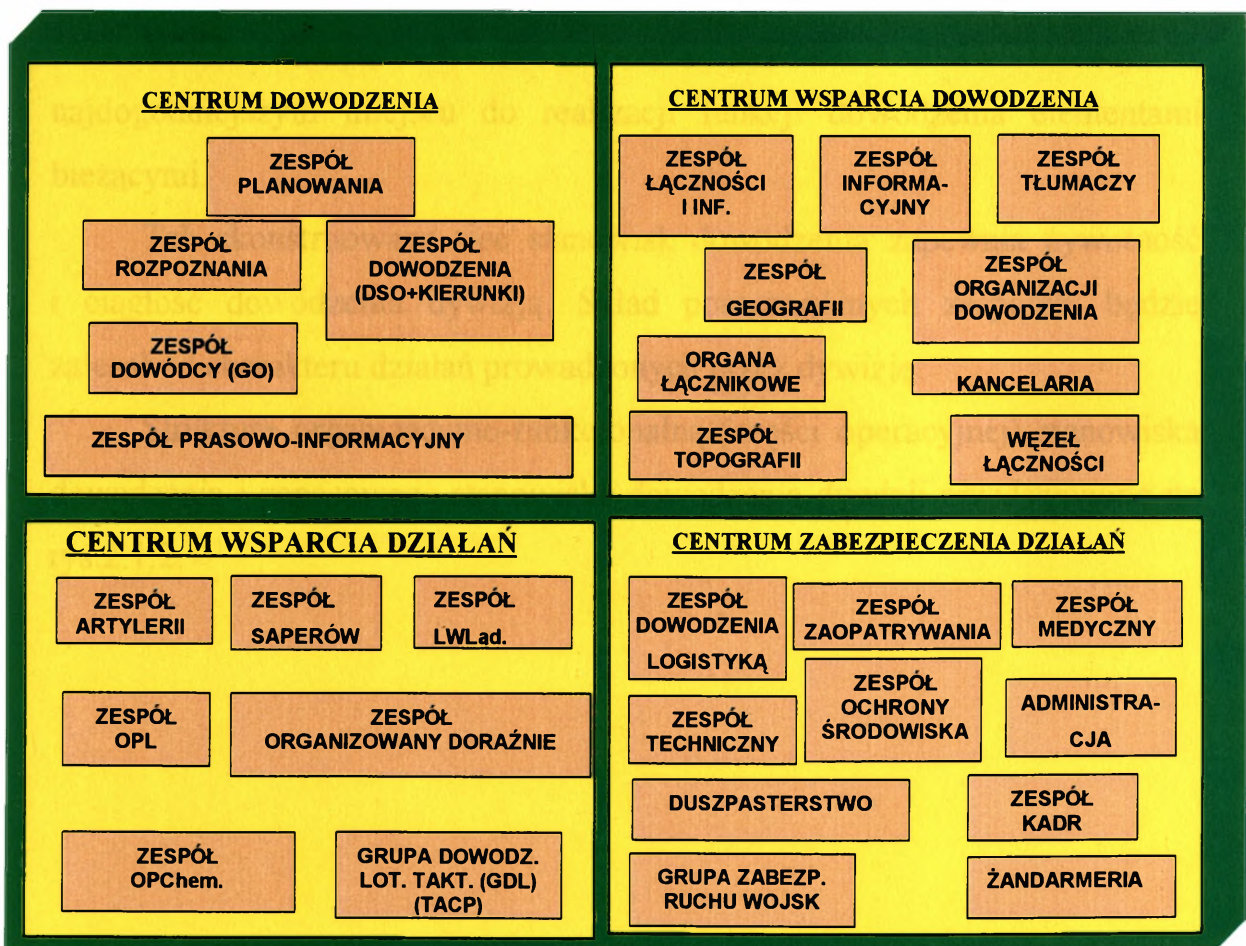 CENTRUM DOWODZENIA
ZESPÓŁ
PLANOWANIA
ZESPÓŁ
ROZPOZNANIA
ZESPÓŁ
DOWODZENIA
(DSO+KIERUNKI)
ZESPÓŁ
DOWÓDCY (GO)
ZESPÓŁ PRASOWO-INFORMACYJNY
CENTRUM WSPARCIA DOWODZENIA
ZESPÓŁ
ŁĄCZNOŚCI
I INF.
ZESPÓŁ
INFORMA-
CYJNY
ZESPÓŁ
TŁUMACZY
ZESPÓŁ
GEOGRAFII
ZESPÓŁ
ORGANIZACJI
DOWODZENIA
ORGANA
ŁĄCZNIKOWE
KANCELARIA
ZESPÓŁ
TOPOGRAFII
WĘZEŁ
ŁĄCZNOŚCI
CENTRUM WSPARCIA DZIAŁAŃ
ZESPÓŁ
ARTYLERII
ZESPÓŁ
SAPERÓW
ZESPÓŁ
LWLąd.
ZESPÓŁ
OPL
ZESPÓŁ
ORGANIZOWANY DORAŹNIE
ZESPÓŁ
OPChem.
GRUPA DOWODZ.
LOT. TAKT. (GDL)
(TACP)
CENTRUM ZABEZPIECZENIA DZIAŁAŃ
ZESPÓŁ
DOWODZENIA
LOGISTYKĄ
ZESPÓŁ
ZAOPATRYWANIA
ZESPÓŁ
MEDYCZNY
ZESPÓŁ
TECHNICZNY
ZESPÓŁ
OCHRONY
ŚRODOWISKA
ADMINISTRA-
CJA
DUSZPASTERSTWO
ZESPÓŁ
KADR
GRUPA ZABEZP.
RUCHU WOJSK
ŻANDARMERIA